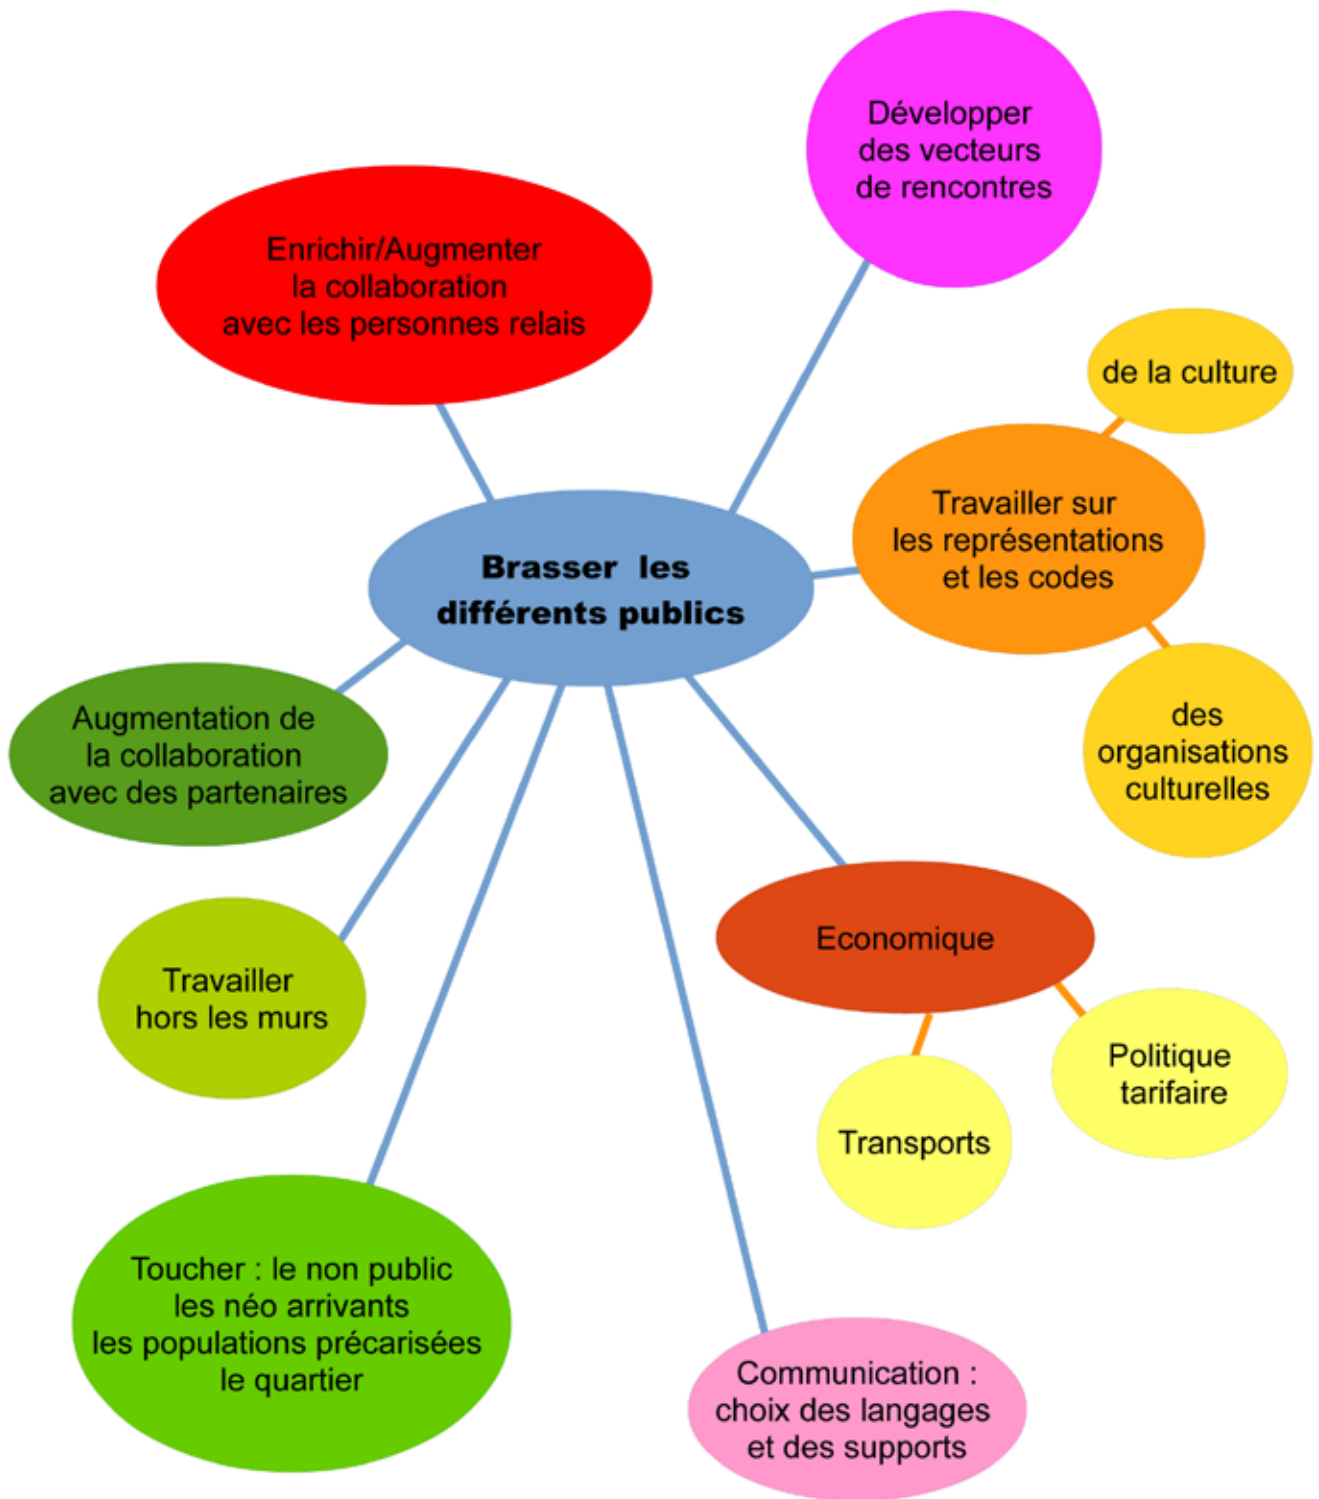 Développer
des vecteurs
de rencontres
Enrichir/Augmenter
la collaboration
avec les personnes relais
de la culture
Travailler sur
les représentations
et les codes
Brasser les
différents publics
des
organisations
culturelles
Augmentation de
la collaboration
avec des partenaires
Economique
Travailler
hors les murs
Politique
tarifaire
Transports
Toucher : le non public
les néo arrivants
les populations précarisées
le quartier
Communication :
choix des langages
et des supports